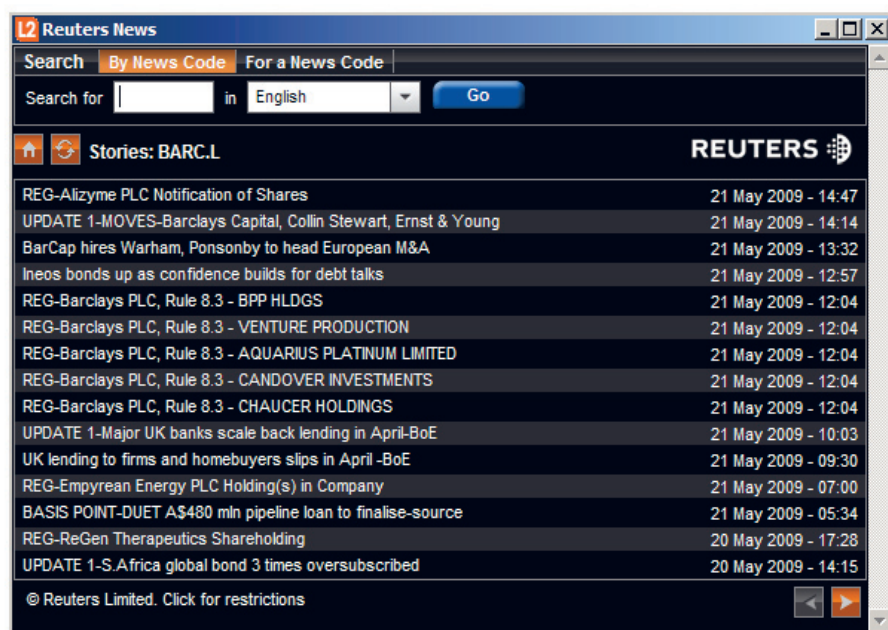 L2 Reuters News
Search By News Code For a News Code
Search for in English Go
Stories: BARC.L REUTERS
REG-Alizyme PLC Notification of Shares 21 May 2009 - 14:47
UPDATE 1-MOVES-Barclays Capital, Collin Stewart, Ernst & Young 21 May 2009 - 14:14
BarCap hires Warham, Ponsonby to head European M&A 21 May 2009 - 13:32
Ineos bonds up as confidence builds for debt talks 21 May 2009 - 12:57
REG-Barclays PLC, Rule 8.3 - BPP HLDGS 21 May 2009 - 12:04
REG-Barclays PLC, Rule 8.3 - VENTURE PRODUCTION 21 May 2009 - 12:04
REG-Barclays PLC, Rule 8.3 - AQUARIUS PLATINUM LIMITED 21 May 2009 - 12:04
REG-Barclays PLC, Rule 8.3 - CANDOVER INVESTMENTS 21 May 2009 - 12:04
REG-Barclays PLC, Rule 8.3 - CHAUCER HOLDINGS 21 May 2009 - 12:04
UPDATE 1-Major UK banks scale back lending in April-BoE 21 May 2009 - 10:03
UK lending to firms and homebuyers slips in April -BoE 21 May 2009 - 09:30
REG-Empyrean Energy PLC Holding(s) in Company 21 May 2009 - 07:00
BASIS POINT-DUET A$480 mln pipeline loan to finalise-source 21 May 2009 - 05:34
REG-ReGen Therapeutics Shareholding 20 May 2009 - 17:28
UPDATE 1-S.Africa global bond 3 times oversubscribed 20 May 2009 - 14:15
© Reuters Limited. Click for restrictions